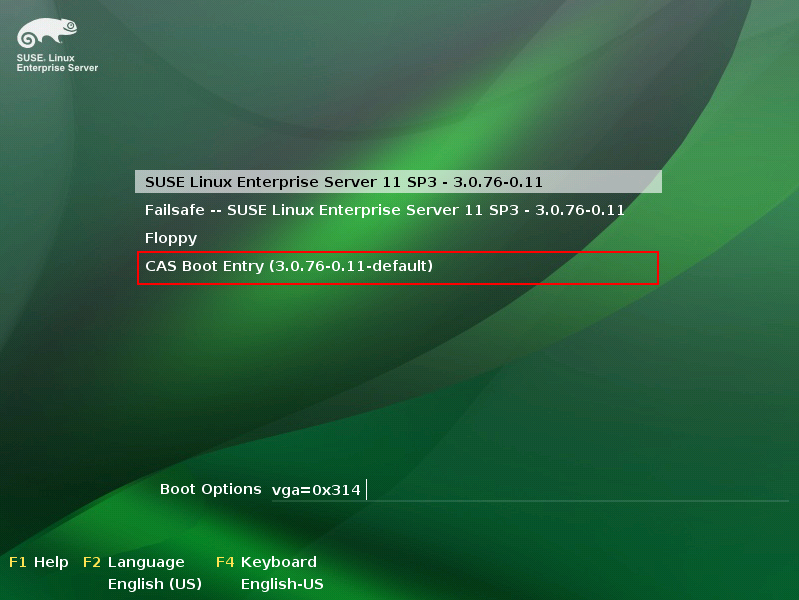 SUSE. Linux
Enterprise Server
SUSE Linux Enterprise Server 11 SP3 - 3.0.76-0.11
Failsafe -- SUSE Linux Enterprise Server 11 SP3 - 3.0.76-0.11
Floppy
CAS Boot Entry (3.0.76-0.11-default)
Boot Options vga=0x314
F1 Help F2 Language F4 Keyboard
English (US) English-US